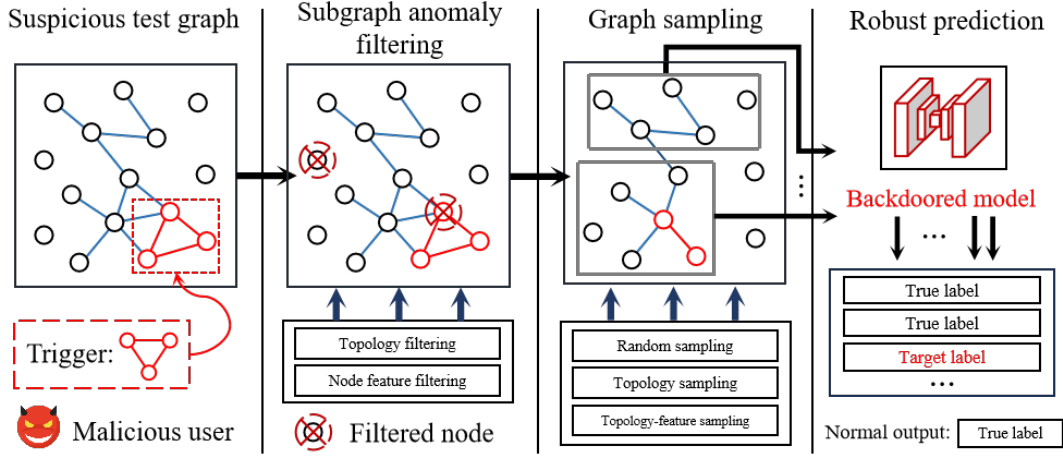 Suspicious test graph
Subgraph anomaly
filtering
Graph sampling
Robust prediction
Trigger:
Malicious user
Topology filtering
Node feature filtering
Filtered node
...
Random sampling
Topology sampling
Topology-feature sampling
Backdoored model
...
True label
True label
Target label
...
Normal output:
True label